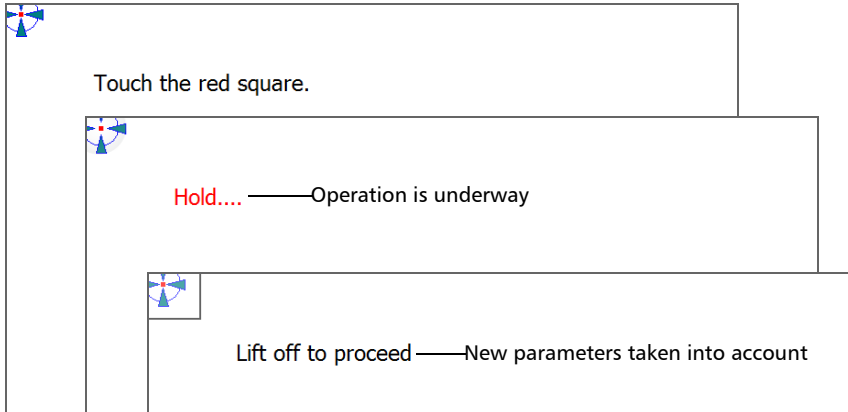 Touch the red square.
Hold.... Operation is underway
Lift off to proceed New parameters taken into account